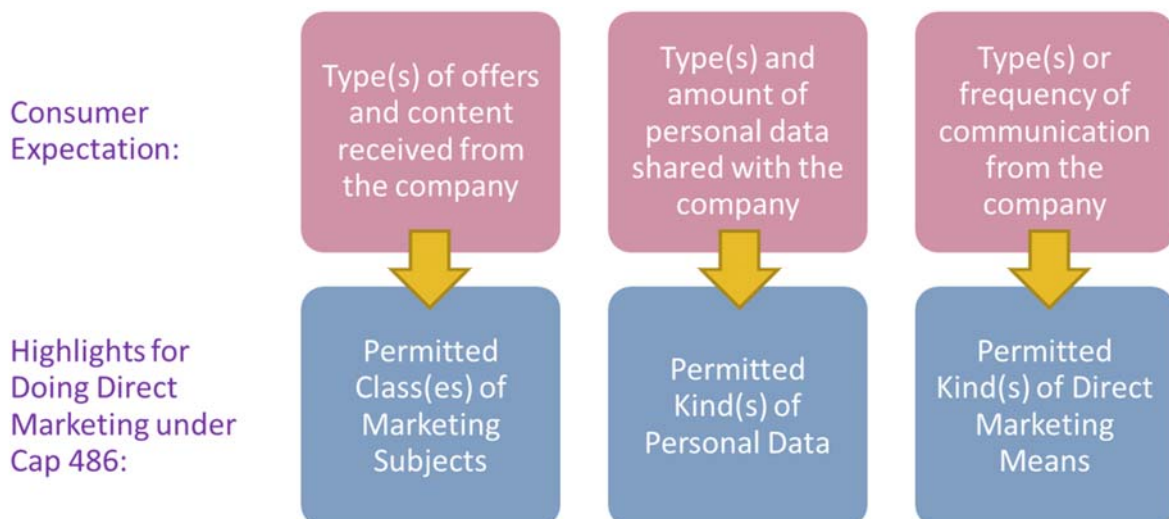 Consumer
Expectation:
Type(s) of offers
and content
received from
the company
Type(s) and
amount of
personal data
shared with the
company
Type(s) or
frequency of
communication
from the
company
Highlights for
Doing Direct
Marketing under
Cap 486:
Permitted
Class(es) of
Marketing
Subjects
Permitted
Kind(s) of
Personal Data
Permitted
Kind(s) of Direct
Marketing
Means